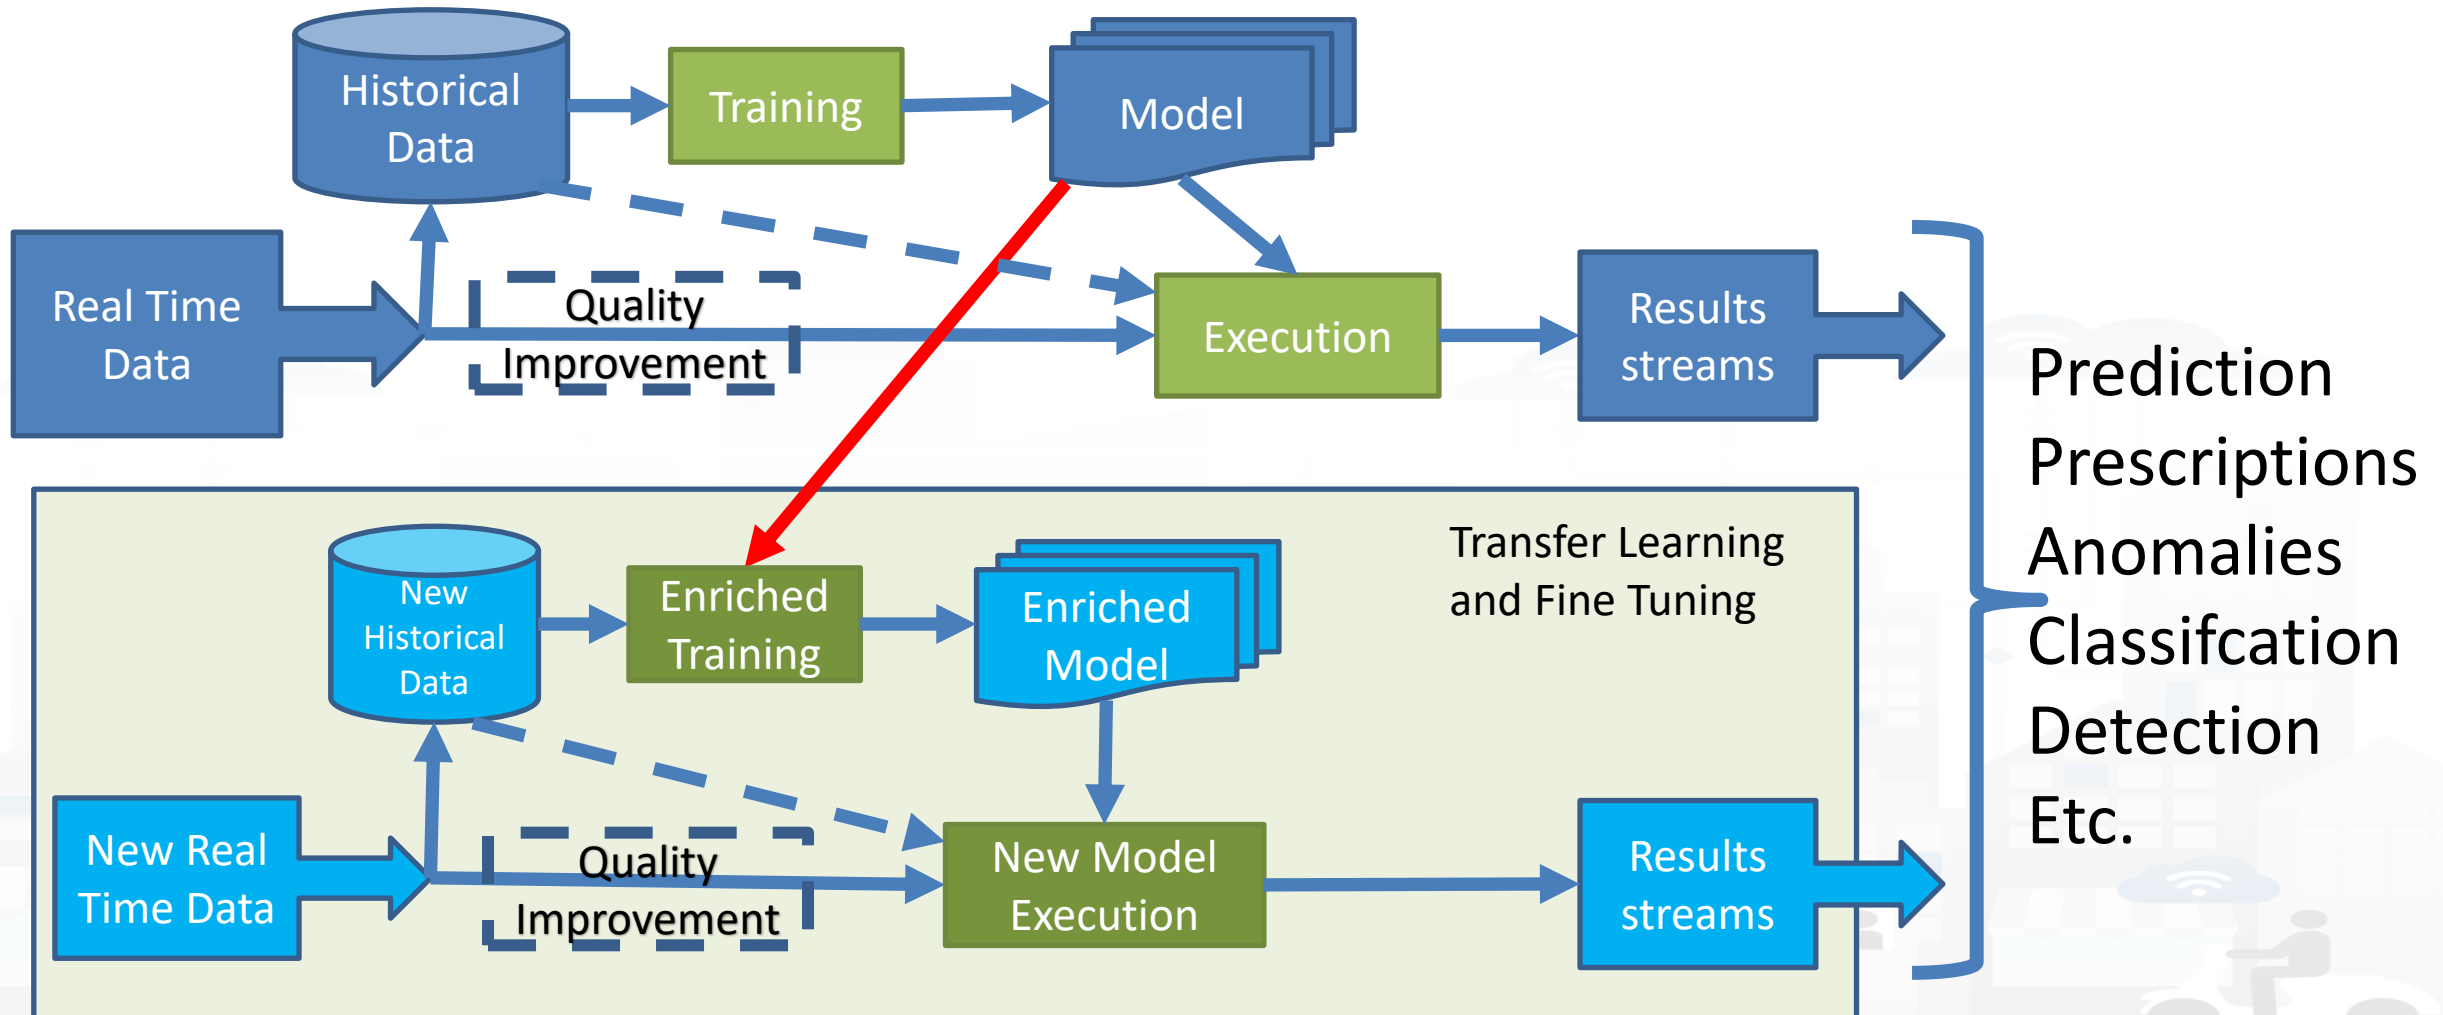 Historical
Data
Training
Model
Real Time
Data
Quality
Improvement
Execution
Results
streams
Transfer Learning
and Fine Tuning
New
Historical
Data
Enriched
Training
Enriched
Model
New Real
Time Data
Quality
Improvement
New Model
Execution
Results
streams
Prediction
Prescriptions
Anomalies
Classifcation
Detection
Etc.